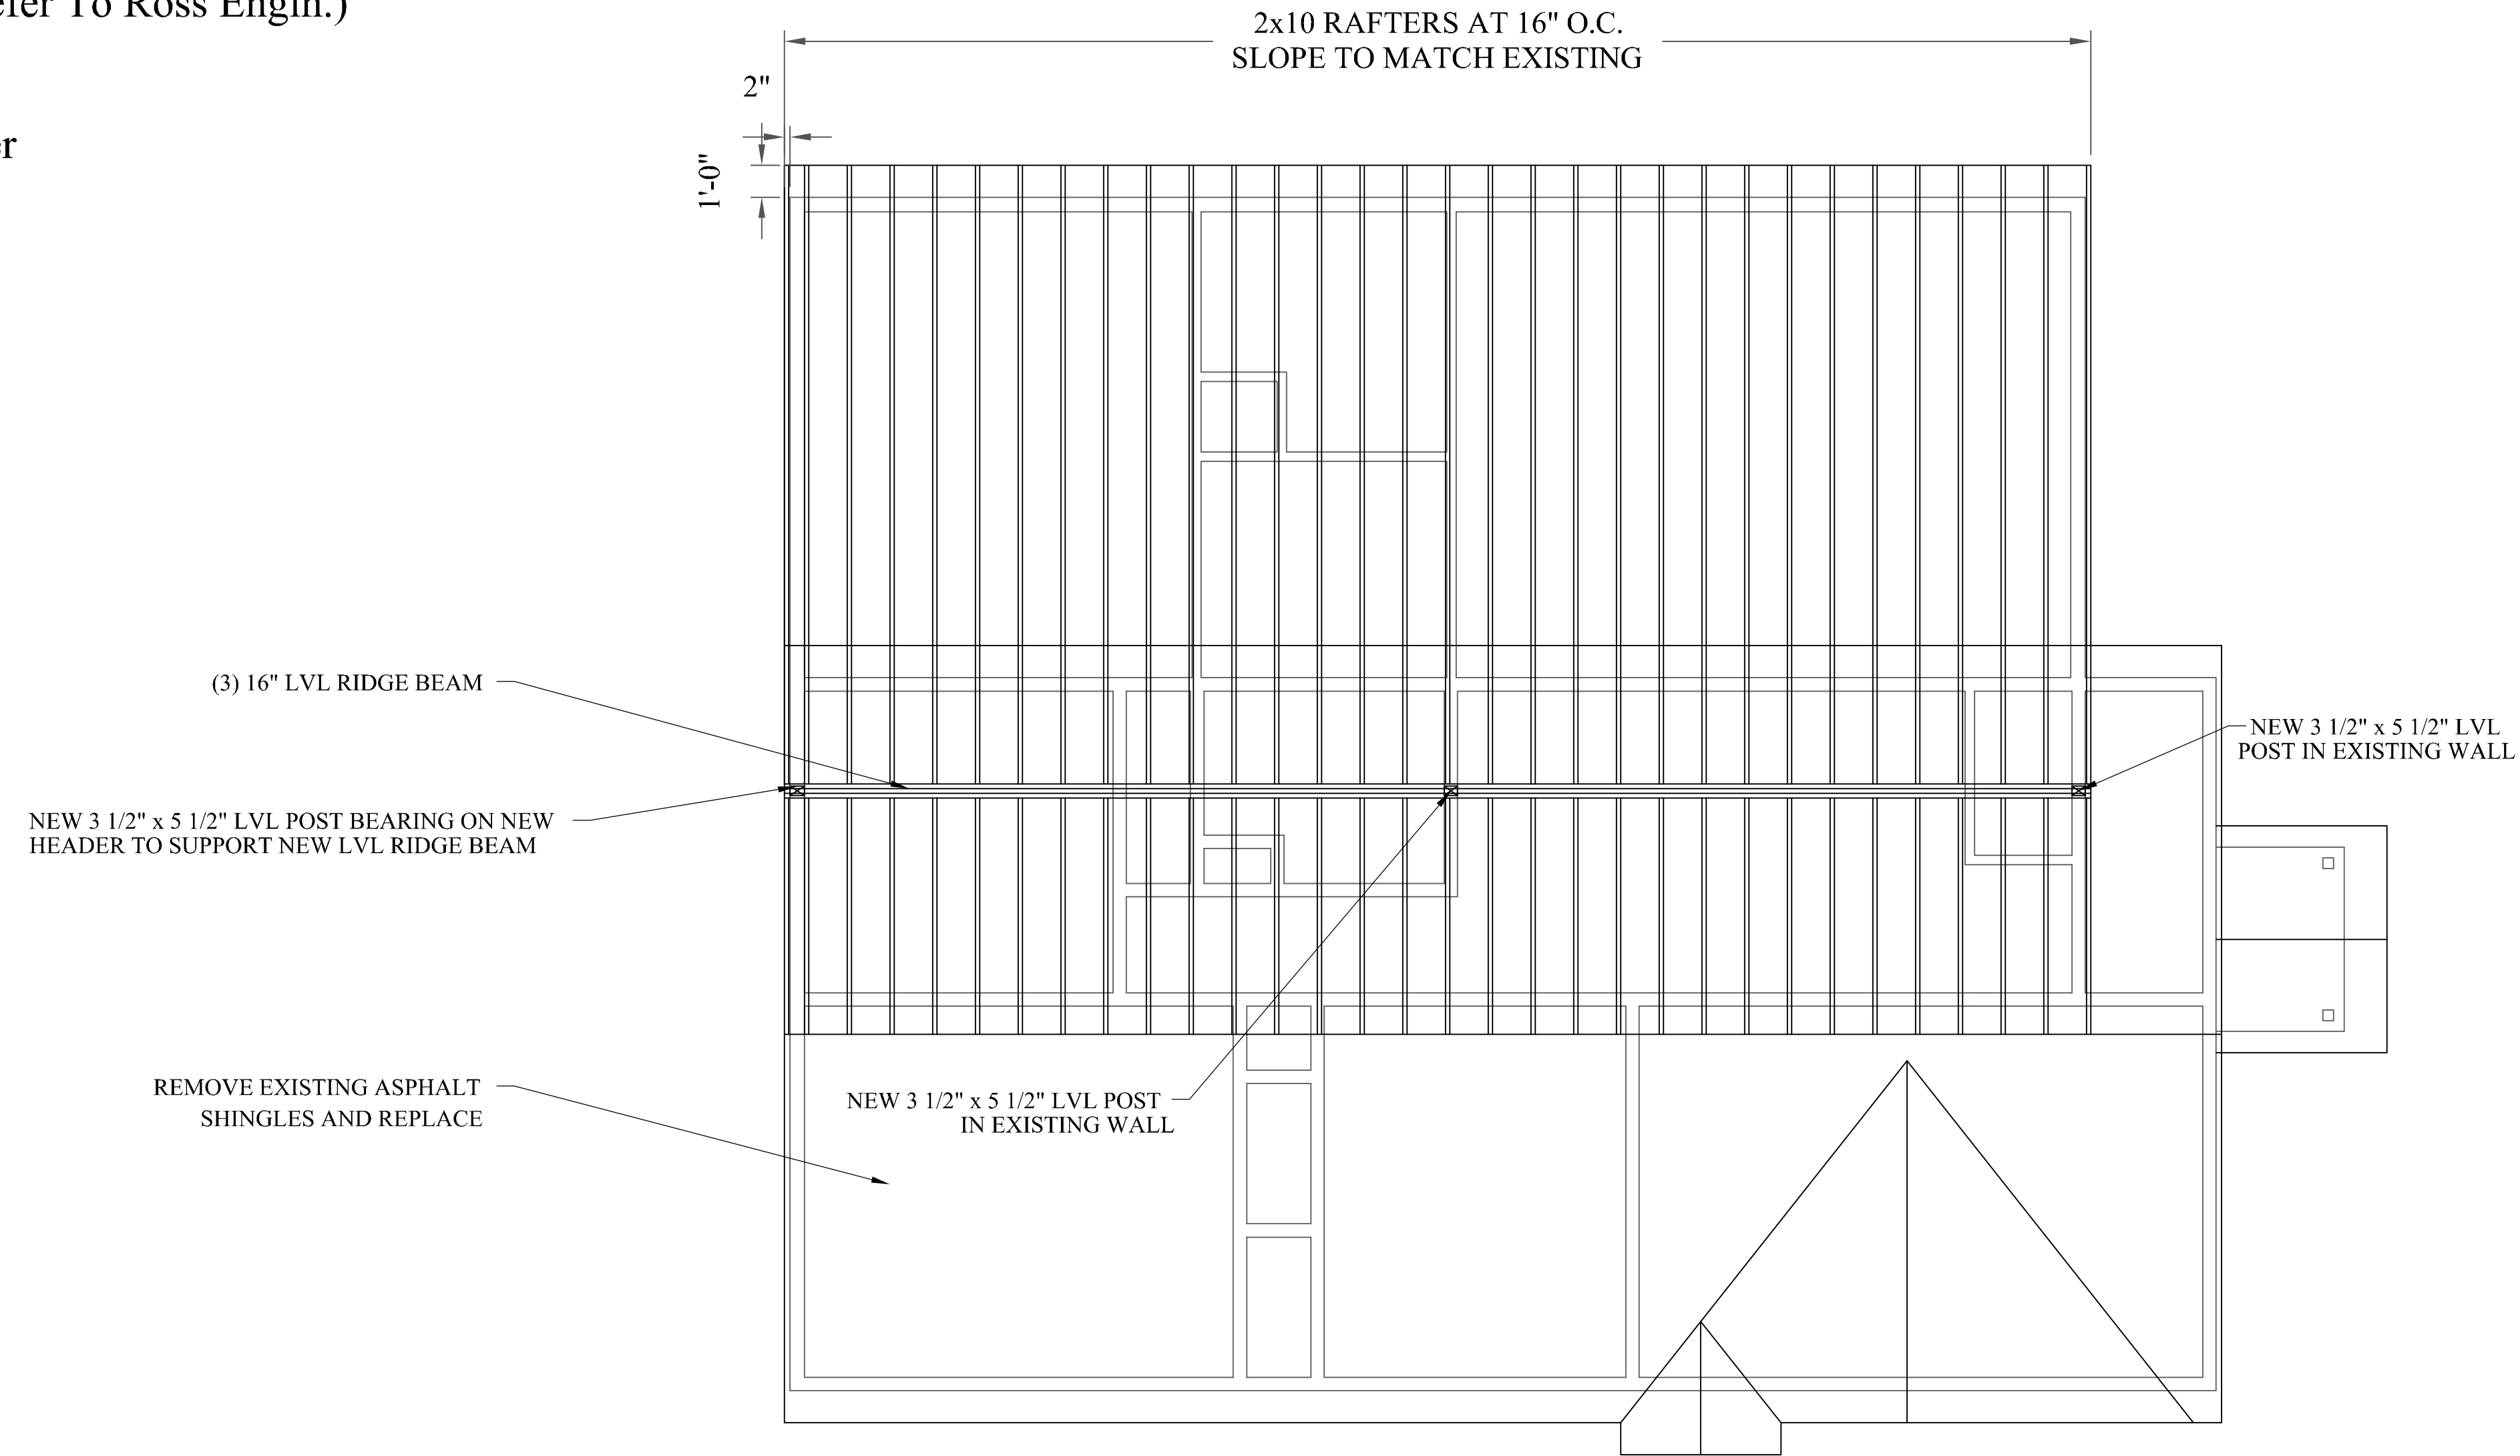 To Ross Engin.)
2x10 RAFTERS AT 16" O.C.
SLOPE TO MATCH EXISTING
2"
1'-0"
(3) 16" LVL RIDGE BEAM
NEW 3 1/2" x 5 1/2" LVL
POST IN EXISTING WALL
NEW 3 1/2" x 5 1/2" LVL POST BEARING ON NEW
HEADER TO SUPPORT NEW LVL RIDGE BEAM
REMOVE EXISTING ASPHALT
SHINGLES AND REPLACE
NEW 3 1/2" x 5 1/2" LVL POST
IN EXISTING WALL